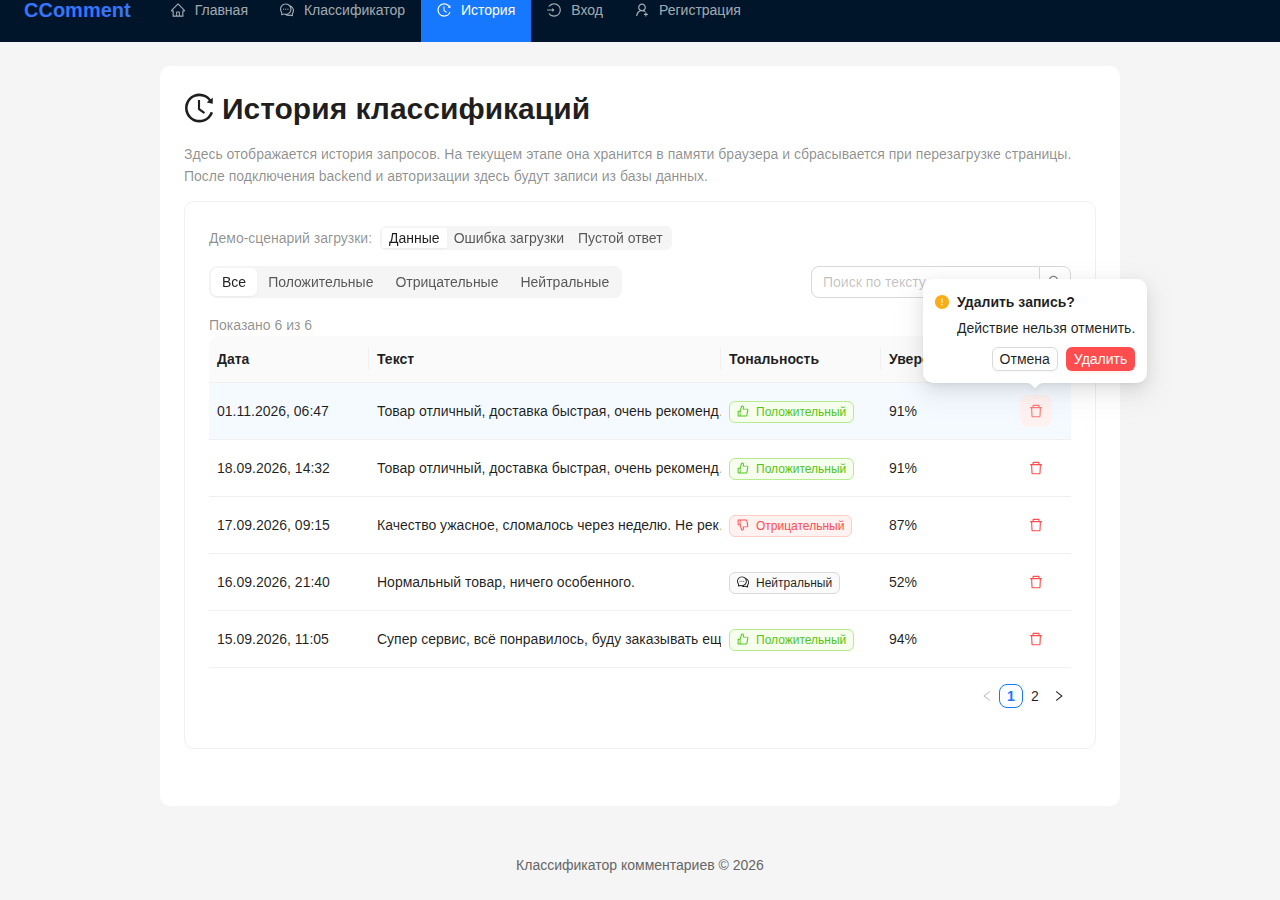 CComment
Главная
Классификатор
История
Вход
Регистрация
История классификаций
Здесь отображается история запросов. На текущем этапе она хранится в памяти браузера и сбрасывается при перезагрузке страницы.
После подключения backend и авторизации здесь будут записи из базы данных.
Демо-сценарий загрузки: Данные Ошибка загрузки Пустой ответ
Все Положительные Отрицательные Нейтральные
Поиск по тексту
Удалить запись?
Действие нельзя отменить.
Отмена Удалить
Показано 6 из 6
Дата Текст Тональность
01.11.2026, 06:47 Товар отличный, доставка быстрая, очень рекоменд Положительный 91%
18.09.2026, 14:32 Товар отличный, доставка быстрая, очень рекоменд Положительный 91%
17.09.2026, 09:15 Качество ужасное, сломалось через неделю. Не рек Отрицательный 87%
16.09.2026, 21:40 Нормальный товар, ничего особенного. Нейтральный 52%
15.09.2026, 11:05 Супер сервис, всё понравилось, буду заказывать ещ Положительный 94%
1 2
Классификатор комментариев © 2026